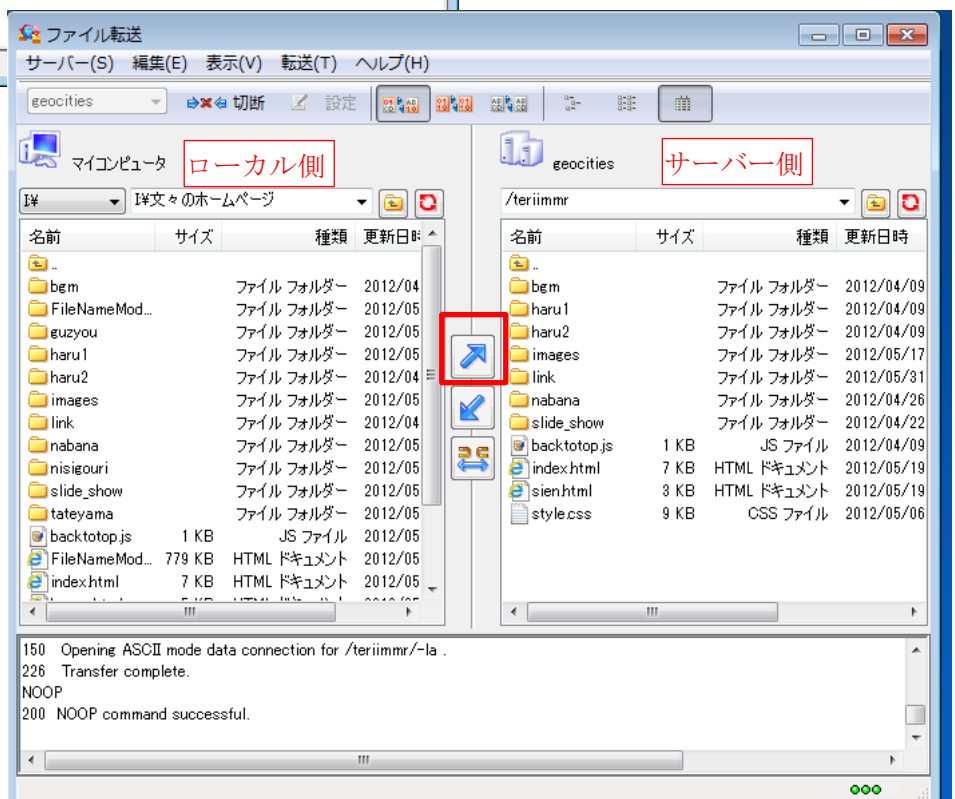 ファイル転送
サーバー(S) 編集(E) 表示(V) 転送(T) ヘルプ(H)
geocities 切断 設定
マイコンピュータ ローカル側
I¥ I¥文々のホームページ
名前 サイズ 種類 更新日時
..
bgm ファイル フォルダー 2012/04
FileNameMod... ファイル フォルダー 2012/05
guzyou ファイル フォルダー 2012/05
haru1 ファイル フォルダー 2012/05
haru2 ファイル フォルダー 2012/04
images ファイル フォルダー 2012/05
link ファイル フォルダー 2012/04
nabana ファイル フォルダー 2012/05
nisigouri ファイル フォルダー 2012/05
slide_show ファイル フォルダー 2012/05
tateyama ファイル フォルダー 2012/05
backtotop.js 1 KB JS ファイル 2012/05
FileNameMod... 779 KB HTML ドキュメント 2012/05
index.html 7 KB HTML ドキュメント 2012/05
geocities サーバー側
/teriimmr
名前 サイズ 種類 更新日時
..
bgm ファイル フォルダー 2012/04/09
haru1 ファイル フォルダー 2012/04/09
haru2 ファイル フォルダー 2012/04/09
images ファイル フォルダー 2012/05/17
link ファイル フォルダー 2012/05/31
nabana ファイル フォルダー 2012/04/26
slide_show ファイル フォルダー 2012/04/22
backtotop.js 1 KB JS ファイル 2012/04/09
index.html 7 KB HTML ドキュメント 2012/05/19
sien.html 3 KB HTML ドキュメント 2012/05/19
style.css 9 KB CSS ファイル 2012/05/06
150 Opening ASCII mode data connection for /teriimmr/-la .
226 Transfer complete.
NOOP
200 NOOP command successful.